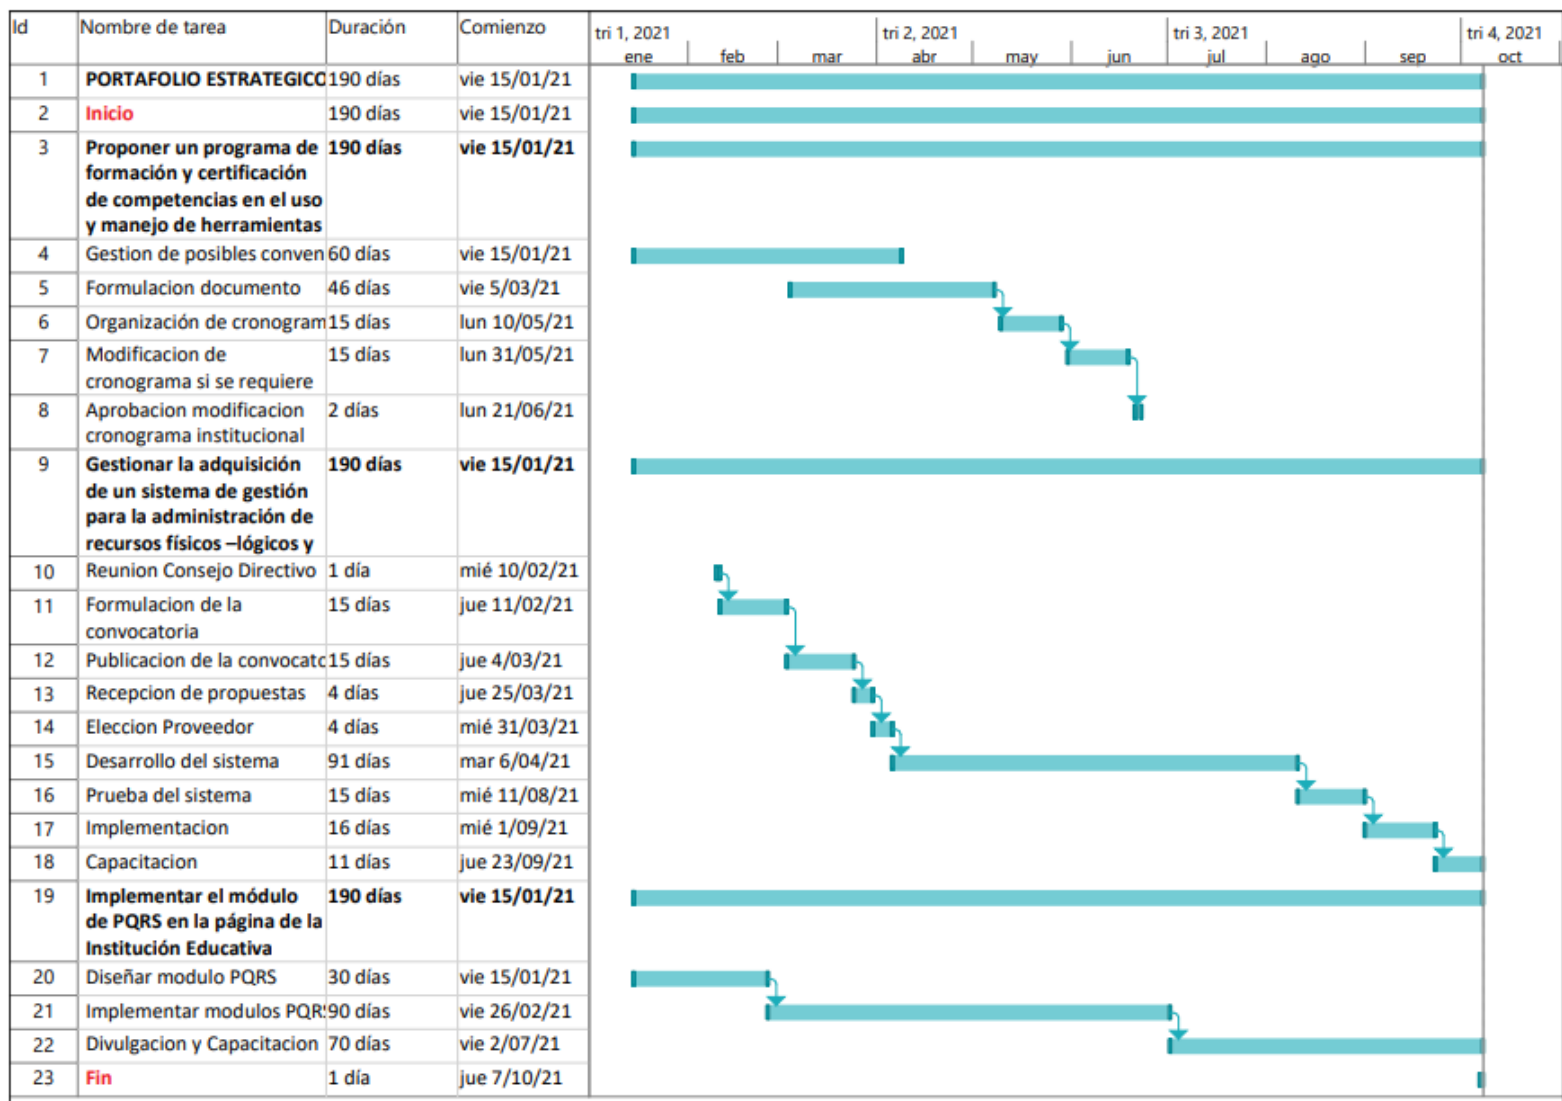 Id Nombre de tarea Duración Comienzo
tri 1, 2021 tri 2, 2021 tri 3, 2021 tri 4, 2021
ene feb mar abr may jun jul ago sep oct
1 PORTAFOLIO ESTRATEGICO 190 días vie 15/01/21
2 Inicio 190 días vie 15/01/21
3 Proponer un programa de 190 días vie 15/01/21
formación y certificación
de competencias en el uso
y manejo de herramientas
4 Gestion de posibles conven 60 días vie 15/01/21
5 Formulacion documento 46 días vie 5/03/21
6 Organización de cronogram 15 días lun 10/05/21
7 Modificacion de 15 días lun 31/05/21
cronograma si se requiere
8 Aprobacion modificacion 2 días lun 21/06/21
cronograma institucional
9 Gestionar la adquisición 190 días vie 15/01/21
de un sistema de gestión
para la administración de
recursos físicos –lógicos y
10 Reunion Consejo Directivo 1 día mié 10/02/21
11 Formulacion de la 15 días jue 11/02/21
convocatoria
12 Publicacion de la convocato 15 días jue 4/03/21
13 Recepcion de propuestas 4 días jue 25/03/21
14 Eleccion Proveedor 4 días mié 31/03/21
15 Desarrollo del sistema 91 días mar 6/04/21
16 Prueba del sistema 15 días mié 11/08/21
17 Implementacion 16 días mié 1/09/21
18 Capacitacion 11 días jue 23/09/21
19 Implementar el módulo 190 días vie 15/01/21
de PQRS en la página de la
Institución Educativa
20 Diseñar modulo PQRS 30 días vie 15/01/21
21 Implementar modulos PQRS 90 días vie 26/02/21
22 Divulgacion y Capacitacion 70 días vie 2/07/21
23 Fin 1 día jue 7/10/21